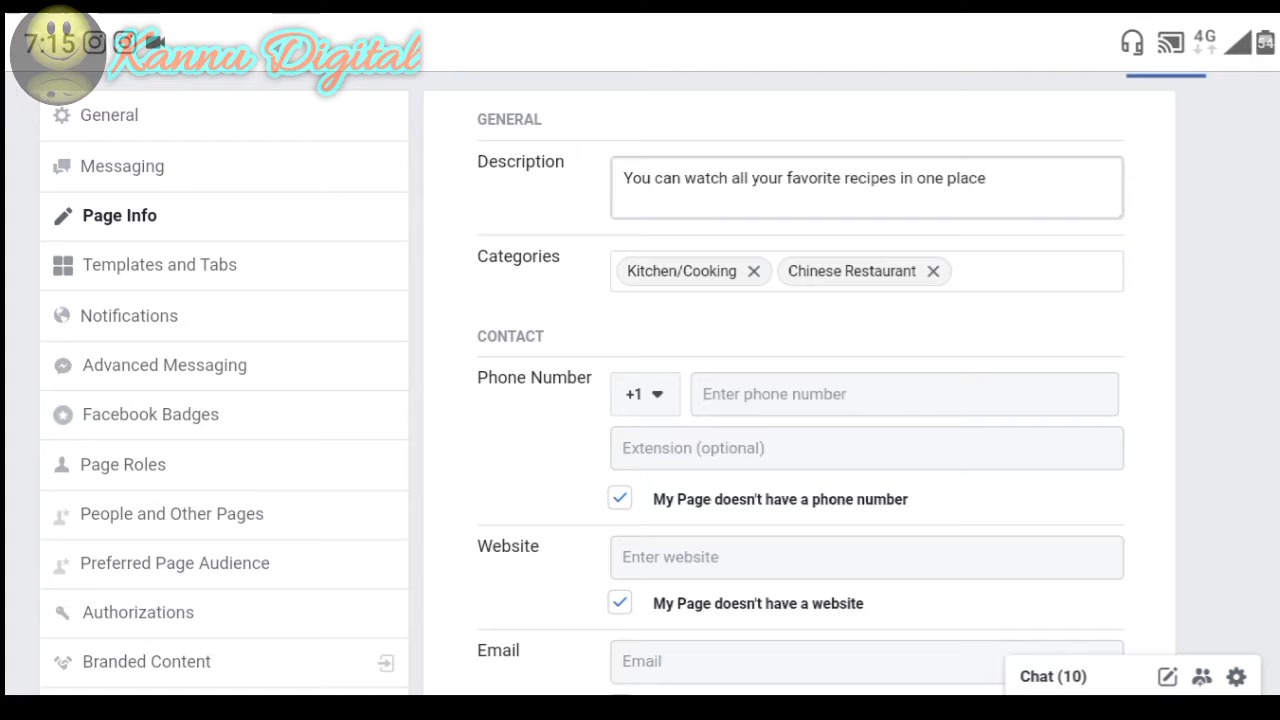 7:15
Kannu Digital
4G
54
General
Messaging
Page Info
Templates and Tabs
Notifications
Advanced Messaging
Facebook Badges
Page Roles
People and Other Pages
Preferred Page Audience
Authorizations
Branded Content
GENERAL
Description
You can watch all your favorite recipes in one place
Categories
Kitchen/Cooking
Chinese Restaurant
CONTACT
Phone Number
+1
Enter phone number
Extension (optional)
My Page doesn't have a phone number
Website
Enter website
My Page doesn't have a website
Email
Email
Chat (10)